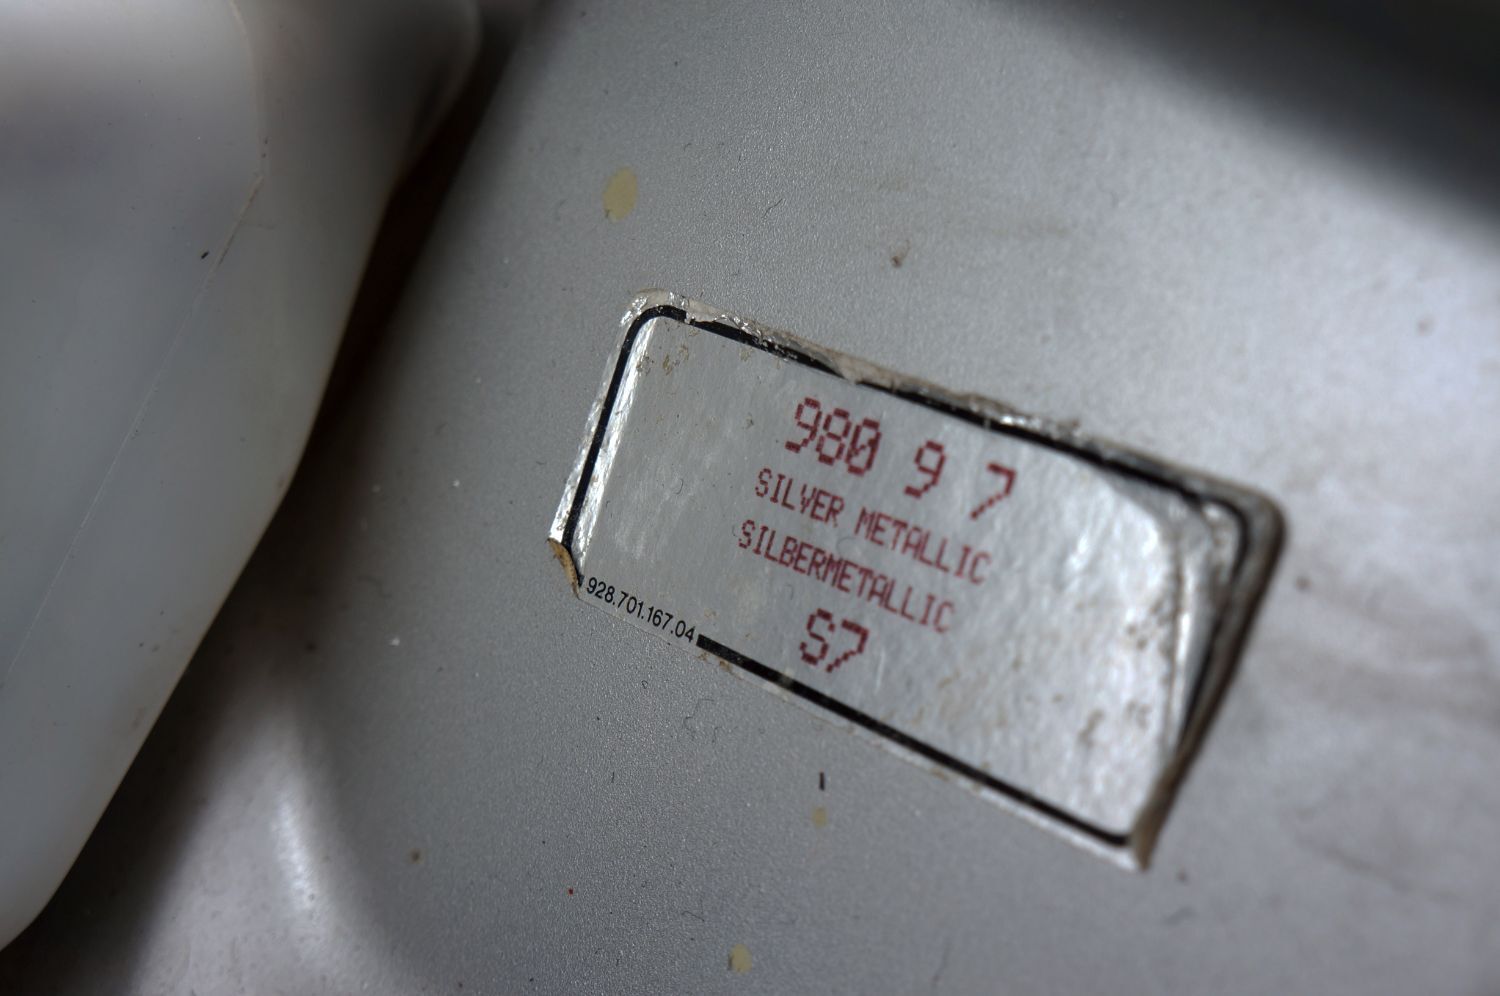 980 9 7
SILVER METALLIC
SILBERMETALLIC
S7
928.701.167.04